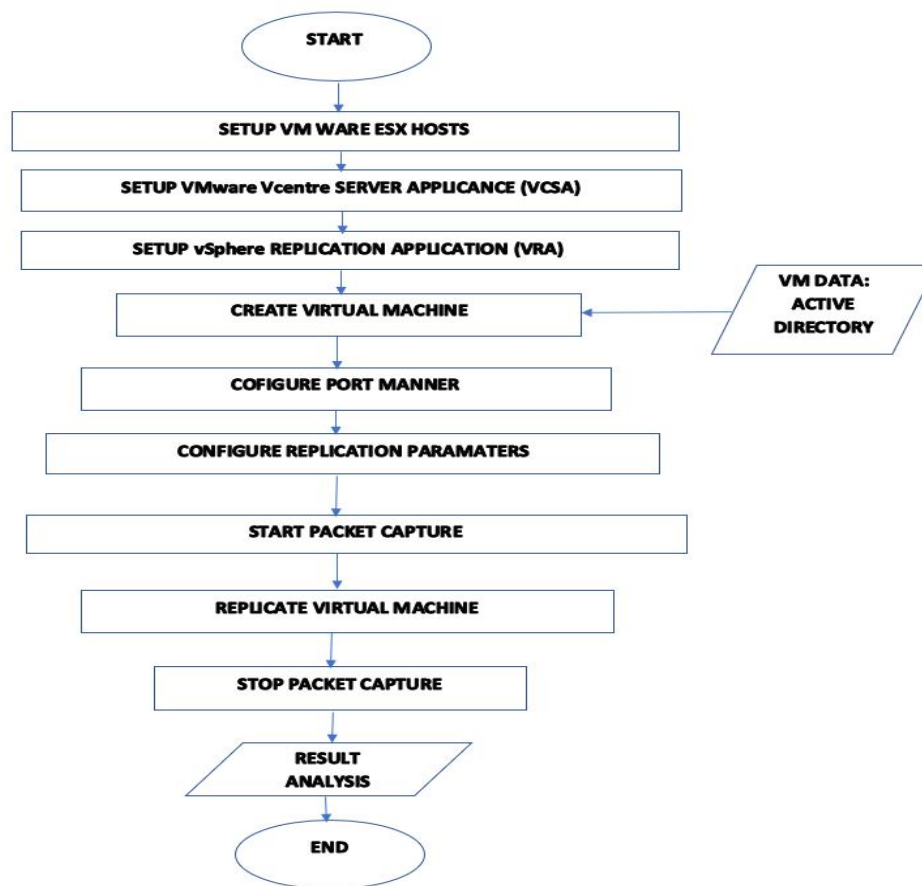 START
SETUP VM WARE ESX HOSTS
SETUP VMware Vcentre SERVER APPLICANCE (VCSA)
SETUP vSphere REPLICATION APPLICATION (VRA)
VM DATA:
ACTIVE
DIRECTORY
CREATE VIRTUAL MACHINE
COFIGURE PORT MANNER
CONFIGURE REPLICATION PARAMATERS
START PACKET CAPTURE
REPLICATE VIRTUAL MACHINE
STOP PACKET CAPTURE
RESULT
ANALYSIS
END